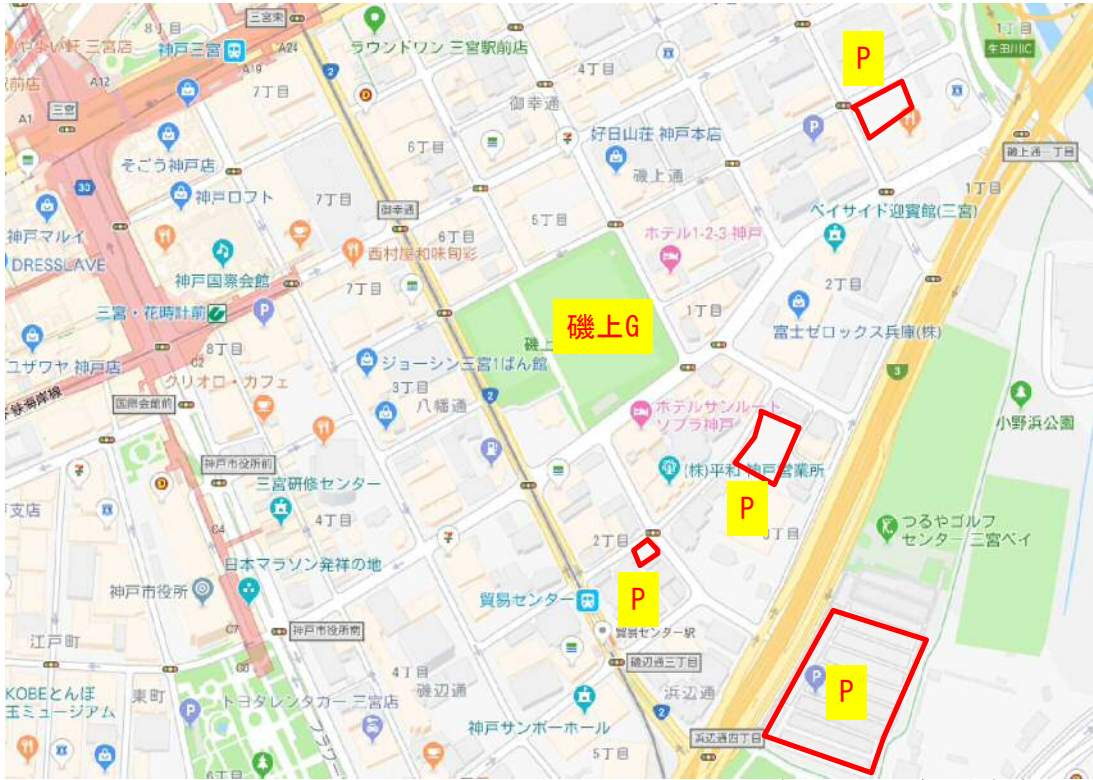 三宮東
8丁目
1丁目
やよい軒 三宮店
神戸三宮
A24
ラウンドワン 三宮駅前店
P
生田川IC
A19
4丁目
A12
7丁目
2
御幸通
三宮
A1
6丁目
P
磯上通一丁目
好日山荘 神戸本店
そごう神戸店
磯上通
30
神戸ロフト
7丁目
御幸通
5丁目
1丁目
ベイサイド迎賓館(三宮)
神戸マルイ
6丁目
ホテル1-2-3 神戸
DRESSLAVE
西村屋和味旬彩
神戸国際会館
7丁目
2丁目
三宮・花時計前
P
1丁目
磯上G
富士ゼロックス兵庫(株)
8丁目
C2
ユザワヤ 神戸店
ジョーシン三宮1ばん館
3
クリオロ・カフェ
3丁目
2
国際会館前
八幡通
ホテルサンルート
ソプラ神戸
小野浜公園
神戸市役所前
(株)平和 神戸営業所
三宮研修センター
P
つるやゴルフ
センター 三宮ベイ
C4
4丁目
2丁目
日本マラソン発祥の地
神戸市役所
貿易センター
P
C7
神戸市役所前
貿易センター駅
江戸町
磯辺通三丁目
4丁目
P
P
KOBEとんぼ
玉ミュージアム
東町
磯辺通
浜辺通
P
トヨタレンタカー 三宮店
2
神戸サンボーホール
浜辺通四丁目
5丁目
6丁目